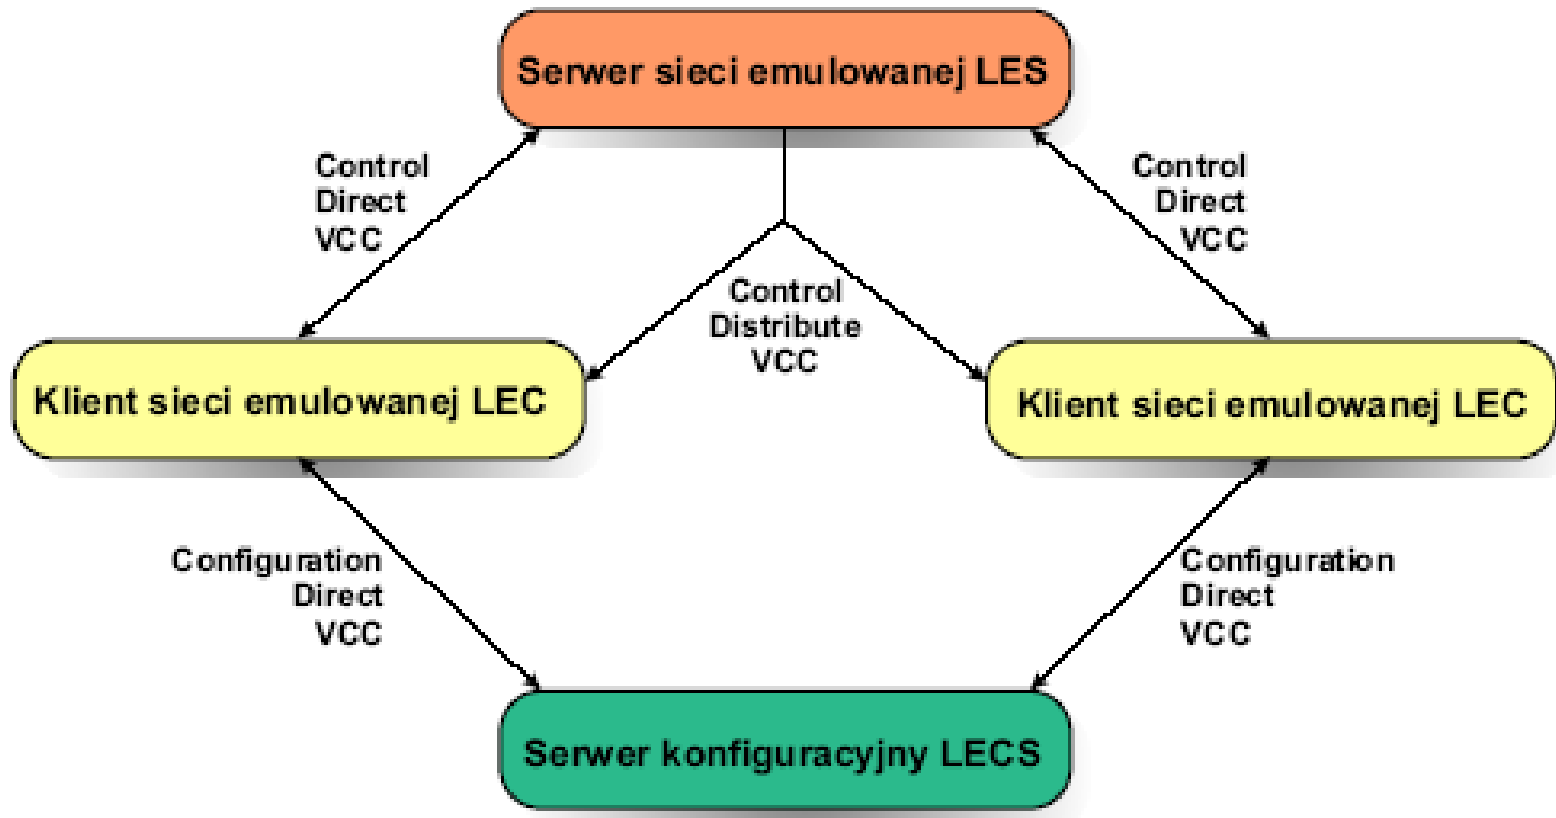 Serwer sieci emulowanej LES
Control
Direct
VCC
Control
Direct
VCC
Control
Distribute
VCC
Klient sieci emulowanej LEC
Klient sieci emulowanej LEC
Configuration
Direct
VCC
Configuration
Direct
VCC
Serwer konfiguracyjny LECS